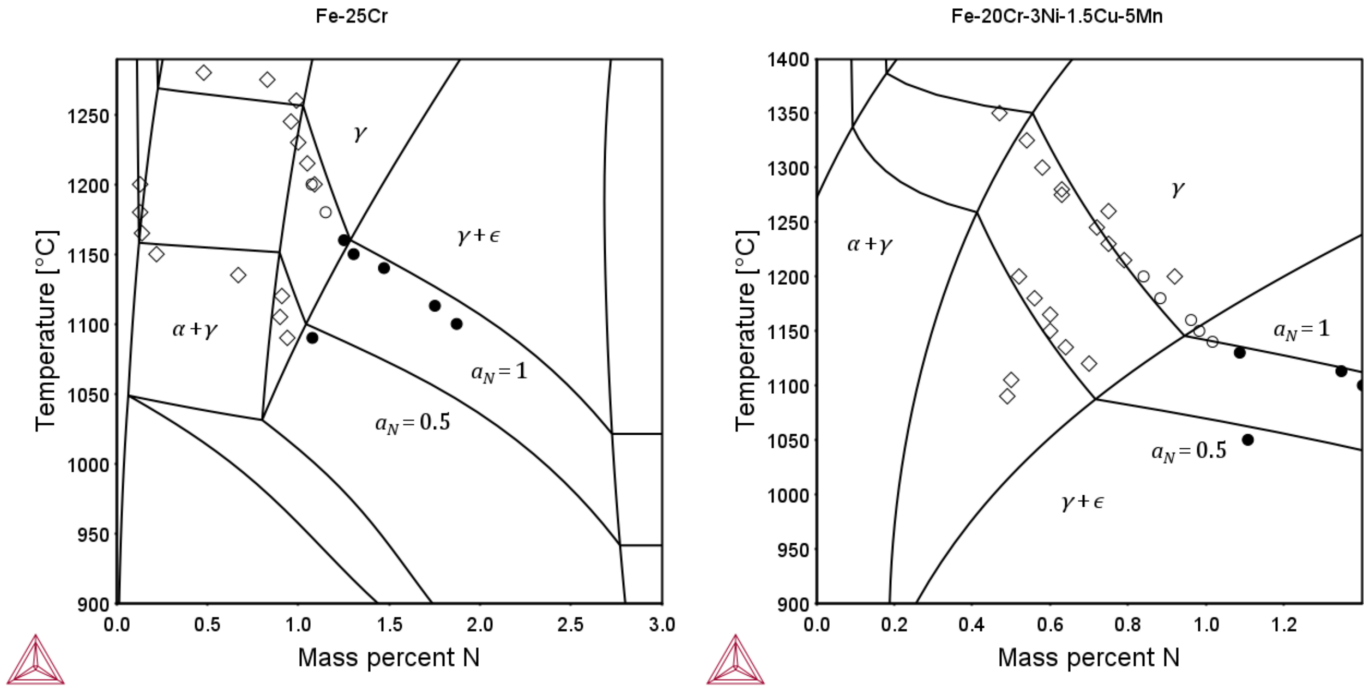 Fe-25Cr
1250
1200
1150
1100
1050
1000
950
900
0.0 0.5 1.0 1.5 2.0 2.5 3.0
Temperature [°C]
Mass percent N
γ
γ + ϵ
α + γ
a_N = 1
a_N = 0.5
Fe-20Cr-3Ni-1.5Cu-5Mn
1400
1350
1300
1250
1200
1150
1100
1050
1000
950
900
0.0 0.2 0.4 0.6 0.8 1.0 1.2
Temperature [°C]
Mass percent N
γ
α + γ
a_N = 1
a_N = 0.5
γ + ϵ